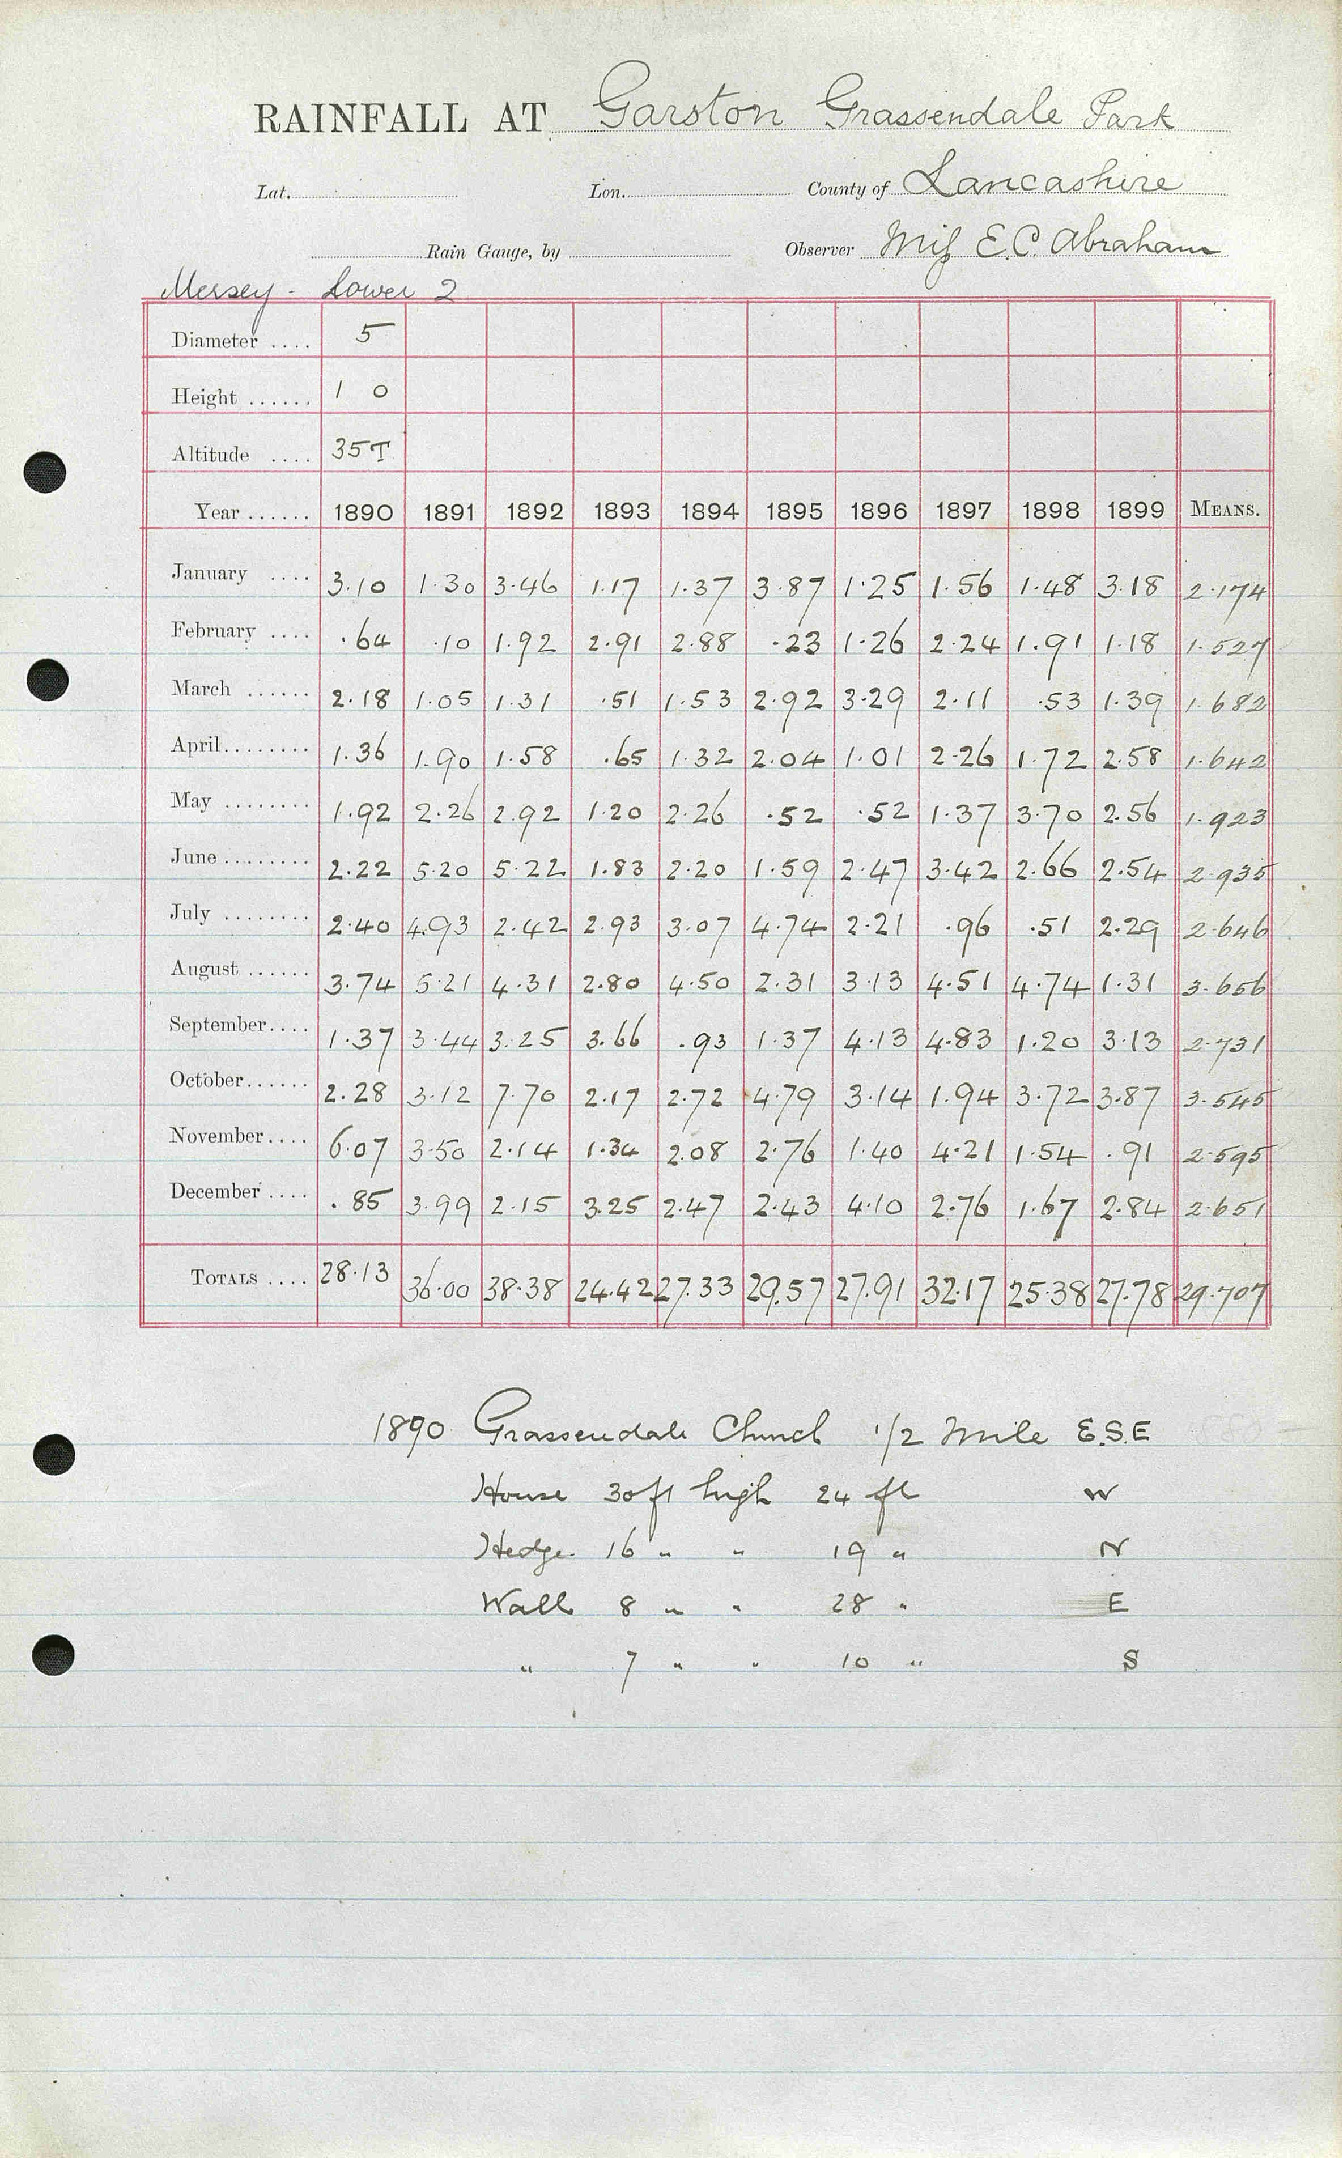 RAINFALL AT Garston Grassendale Park
Lat. Lon. County of Lancashire
Rain Gauge, by Observer Miss E.C. Abraham
Mersey - Lower 2
Diameter .... 5
Height ...... 1 0
Altitude .... 35T
Year ...... 1890 1891 1892 1893 1894 1895 1896 1897 1898 1899 MEANS.
January .... 3.10 1.30 3.46 1.17 1.37 3.87 1.25 1.56 1.48 3.18 2.174
February .... .64 .10 1.92 2.91 2.88 .23 1.26 2.24 1.91 1.18 1.527
March ...... 2.18 1.05 1.31 .51 1.53 2.92 3.29 2.11 .53 1.39 1.682
April........ 1.36 1.90 1.58 .65 1.32 2.04 1.01 2.26 1.72 2.58 1.642
May ........ 1.92 2.26 2.92 1.20 2.26 .52 .52 1.37 3.70 2.56 1.923
June ........ 2.22 5.20 5.22 1.83 2.20 1.59 2.47 3.42 2.66 2.54 2.935
July ........ 2.40 4.93 2.42 2.93 3.07 4.74 2.21 .96 .51 2.29 2.646
August ...... 3.74 5.21 4.31 2.80 4.50 2.31 3.13 4.51 4.74 1.31 3.656
September.... 1.37 3.44 3.25 3.66 .93 1.37 4.13 4.83 1.20 3.13 2.731
October...... 2.28 3.12 7.70 2.17 2.72 4.79 3.14 1.94 3.72 3.87 3.545
November.... 6.07 3.50 2.14 1.34 2.08 2.76 1.40 4.21 1.54 .91 2.595
December .... .85 3.99 2.15 3.25 2.47 2.43 4.10 2.76 1.67 2.84 2.651
TOTALS .... 28.13 36.00 38.38 24.42 27.33 29.57 27.91 32.17 25.38 27.78 29.707
1890 Grassendale Church 1/2 Mile E.S.E
House 30ft high 24 ft W
Hedge 16 " " 19 " N
Wall 8 " " 28 " E
" 7 " " 10 " S